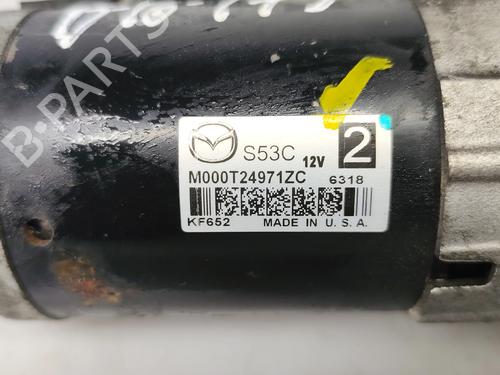 B-PARTS
S53C 12V 2
M000T24971ZC 6318
KF652 MADE IN U.S.A.